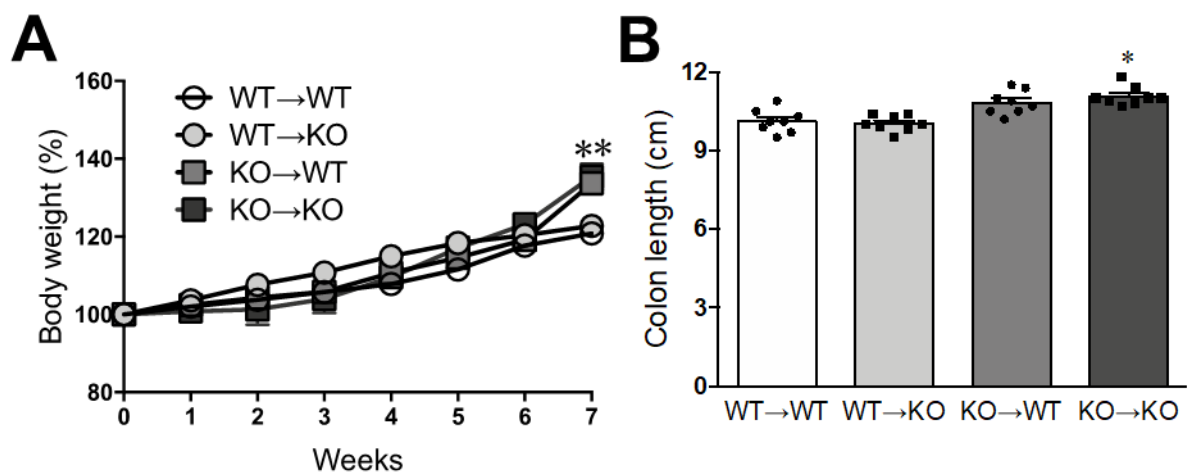 A
160
140
120
100
80
Body weight (%)
WT→WT
WT→KO
KO→WT
KO→KO
**
0 1 2 3 4 5 6 7
Weeks
B
12
9
6
3
0
Colon length (cm)
*
WT→WT WT→KO KO→WT KO→KO